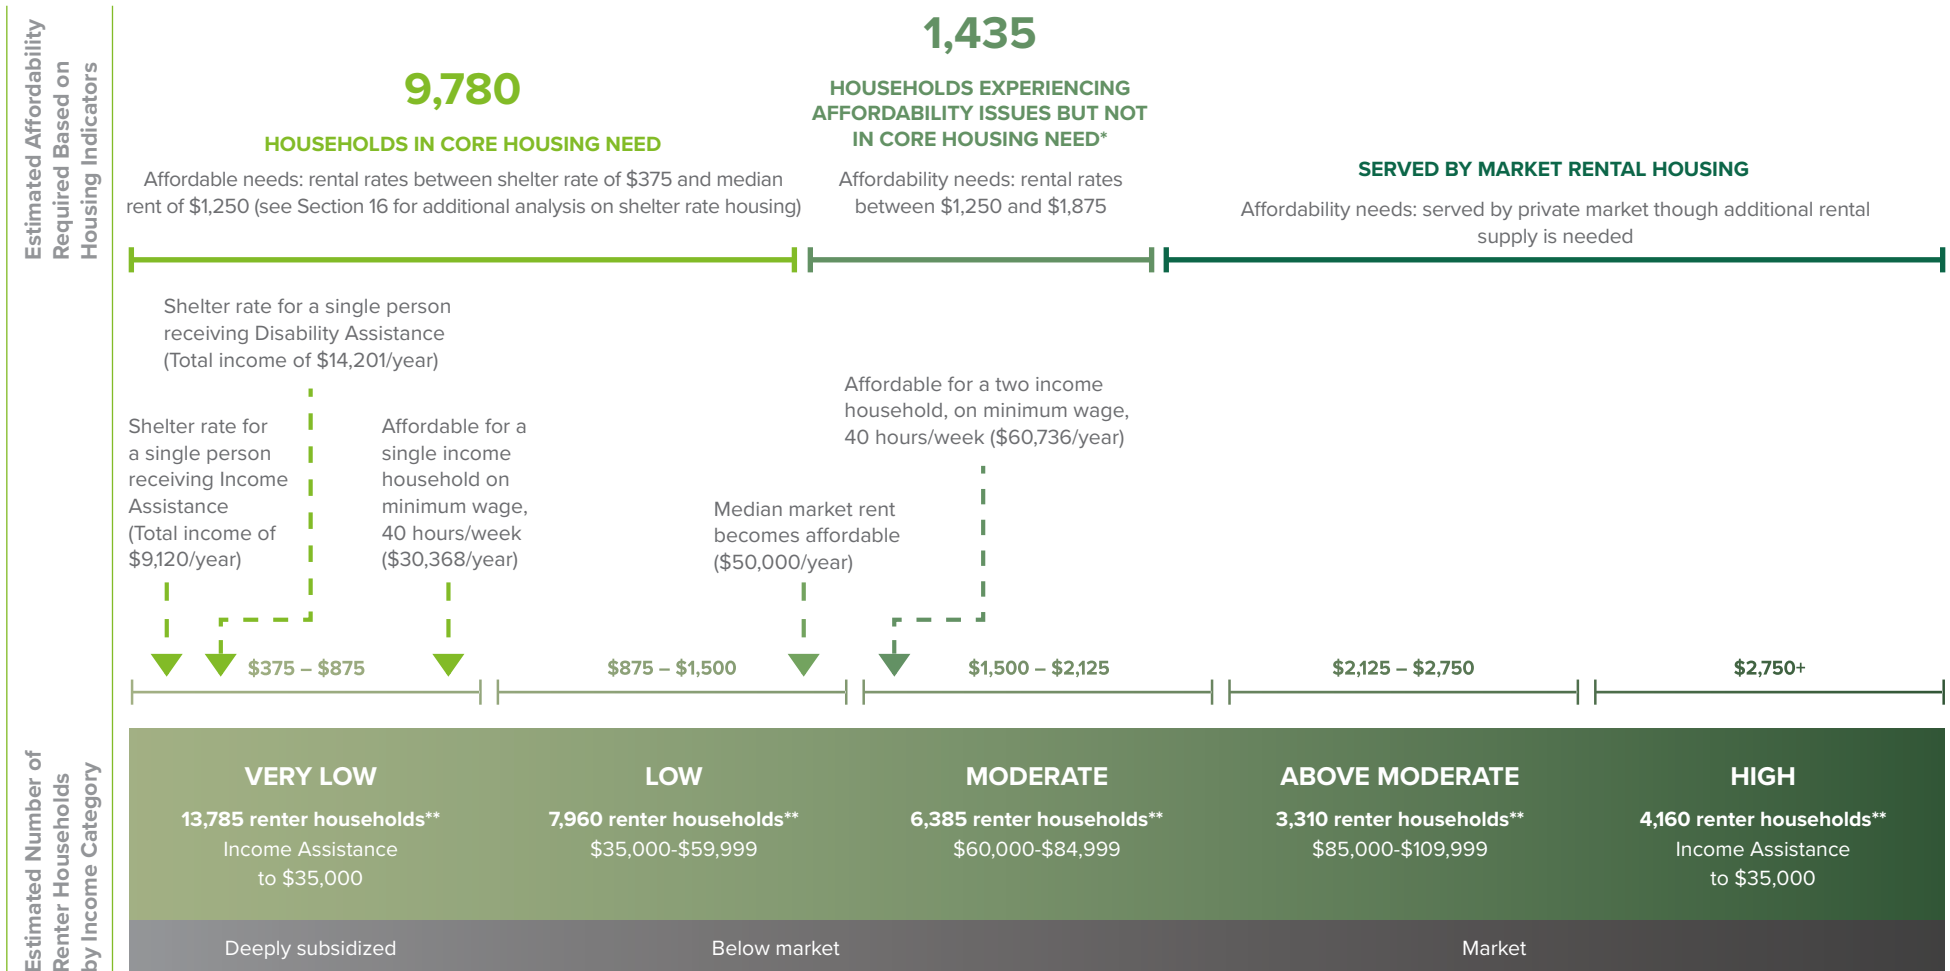 Estimated Affordability
Required Based on
Housing Indicators
9,780
HOUSEHOLDS IN CORE HOUSING NEED
Affordable needs: rental rates between shelter rate of $375 and median
rent of $1,250 (see Section 16 for additional analysis on shelter rate housing)
1,435
HOUSEHOLDS EXPERIENCING
AFFORDABILITY ISSUES BUT NOT
IN CORE HOUSING NEED*
Affordability needs: rental rates
between $1,250 and $1,875
SERVED BY MARKET RENTAL HOUSING
Affordability needs: served by private market though additional rental
supply is needed
Shelter rate for a single person
receiving Disability Assistance
(Total income of $14,201/year)
Shelter rate for
a single person
receiving Income
Assistance
(Total income of
$9,120/year)
Affordable for a
single income
household on
minimum wage,
40 hours/week
($30,368/year)
Median market rent
becomes affordable
($50,000/year)
Affordable for a two income
household, on minimum wage,
40 hours/week ($60,736/year)
$375 – $875
$875 – $1,500
$1,500 – $2,125
$2,125 – $2,750
$2,750+
Estimated Number of
Renter Households
by Income Category
VERY LOW
13,785 renter households**
Income Assistance
to $35,000
LOW
7,960 renter households**
$35,000-$59,999
MODERATE
6,385 renter households**
$60,000-$84,999
ABOVE MODERATE
3,310 renter households**
$85,000-$109,999
HIGH
4,160 renter households**
Income Assistance
to $35,000
Deeply subsidized
Below market
Market